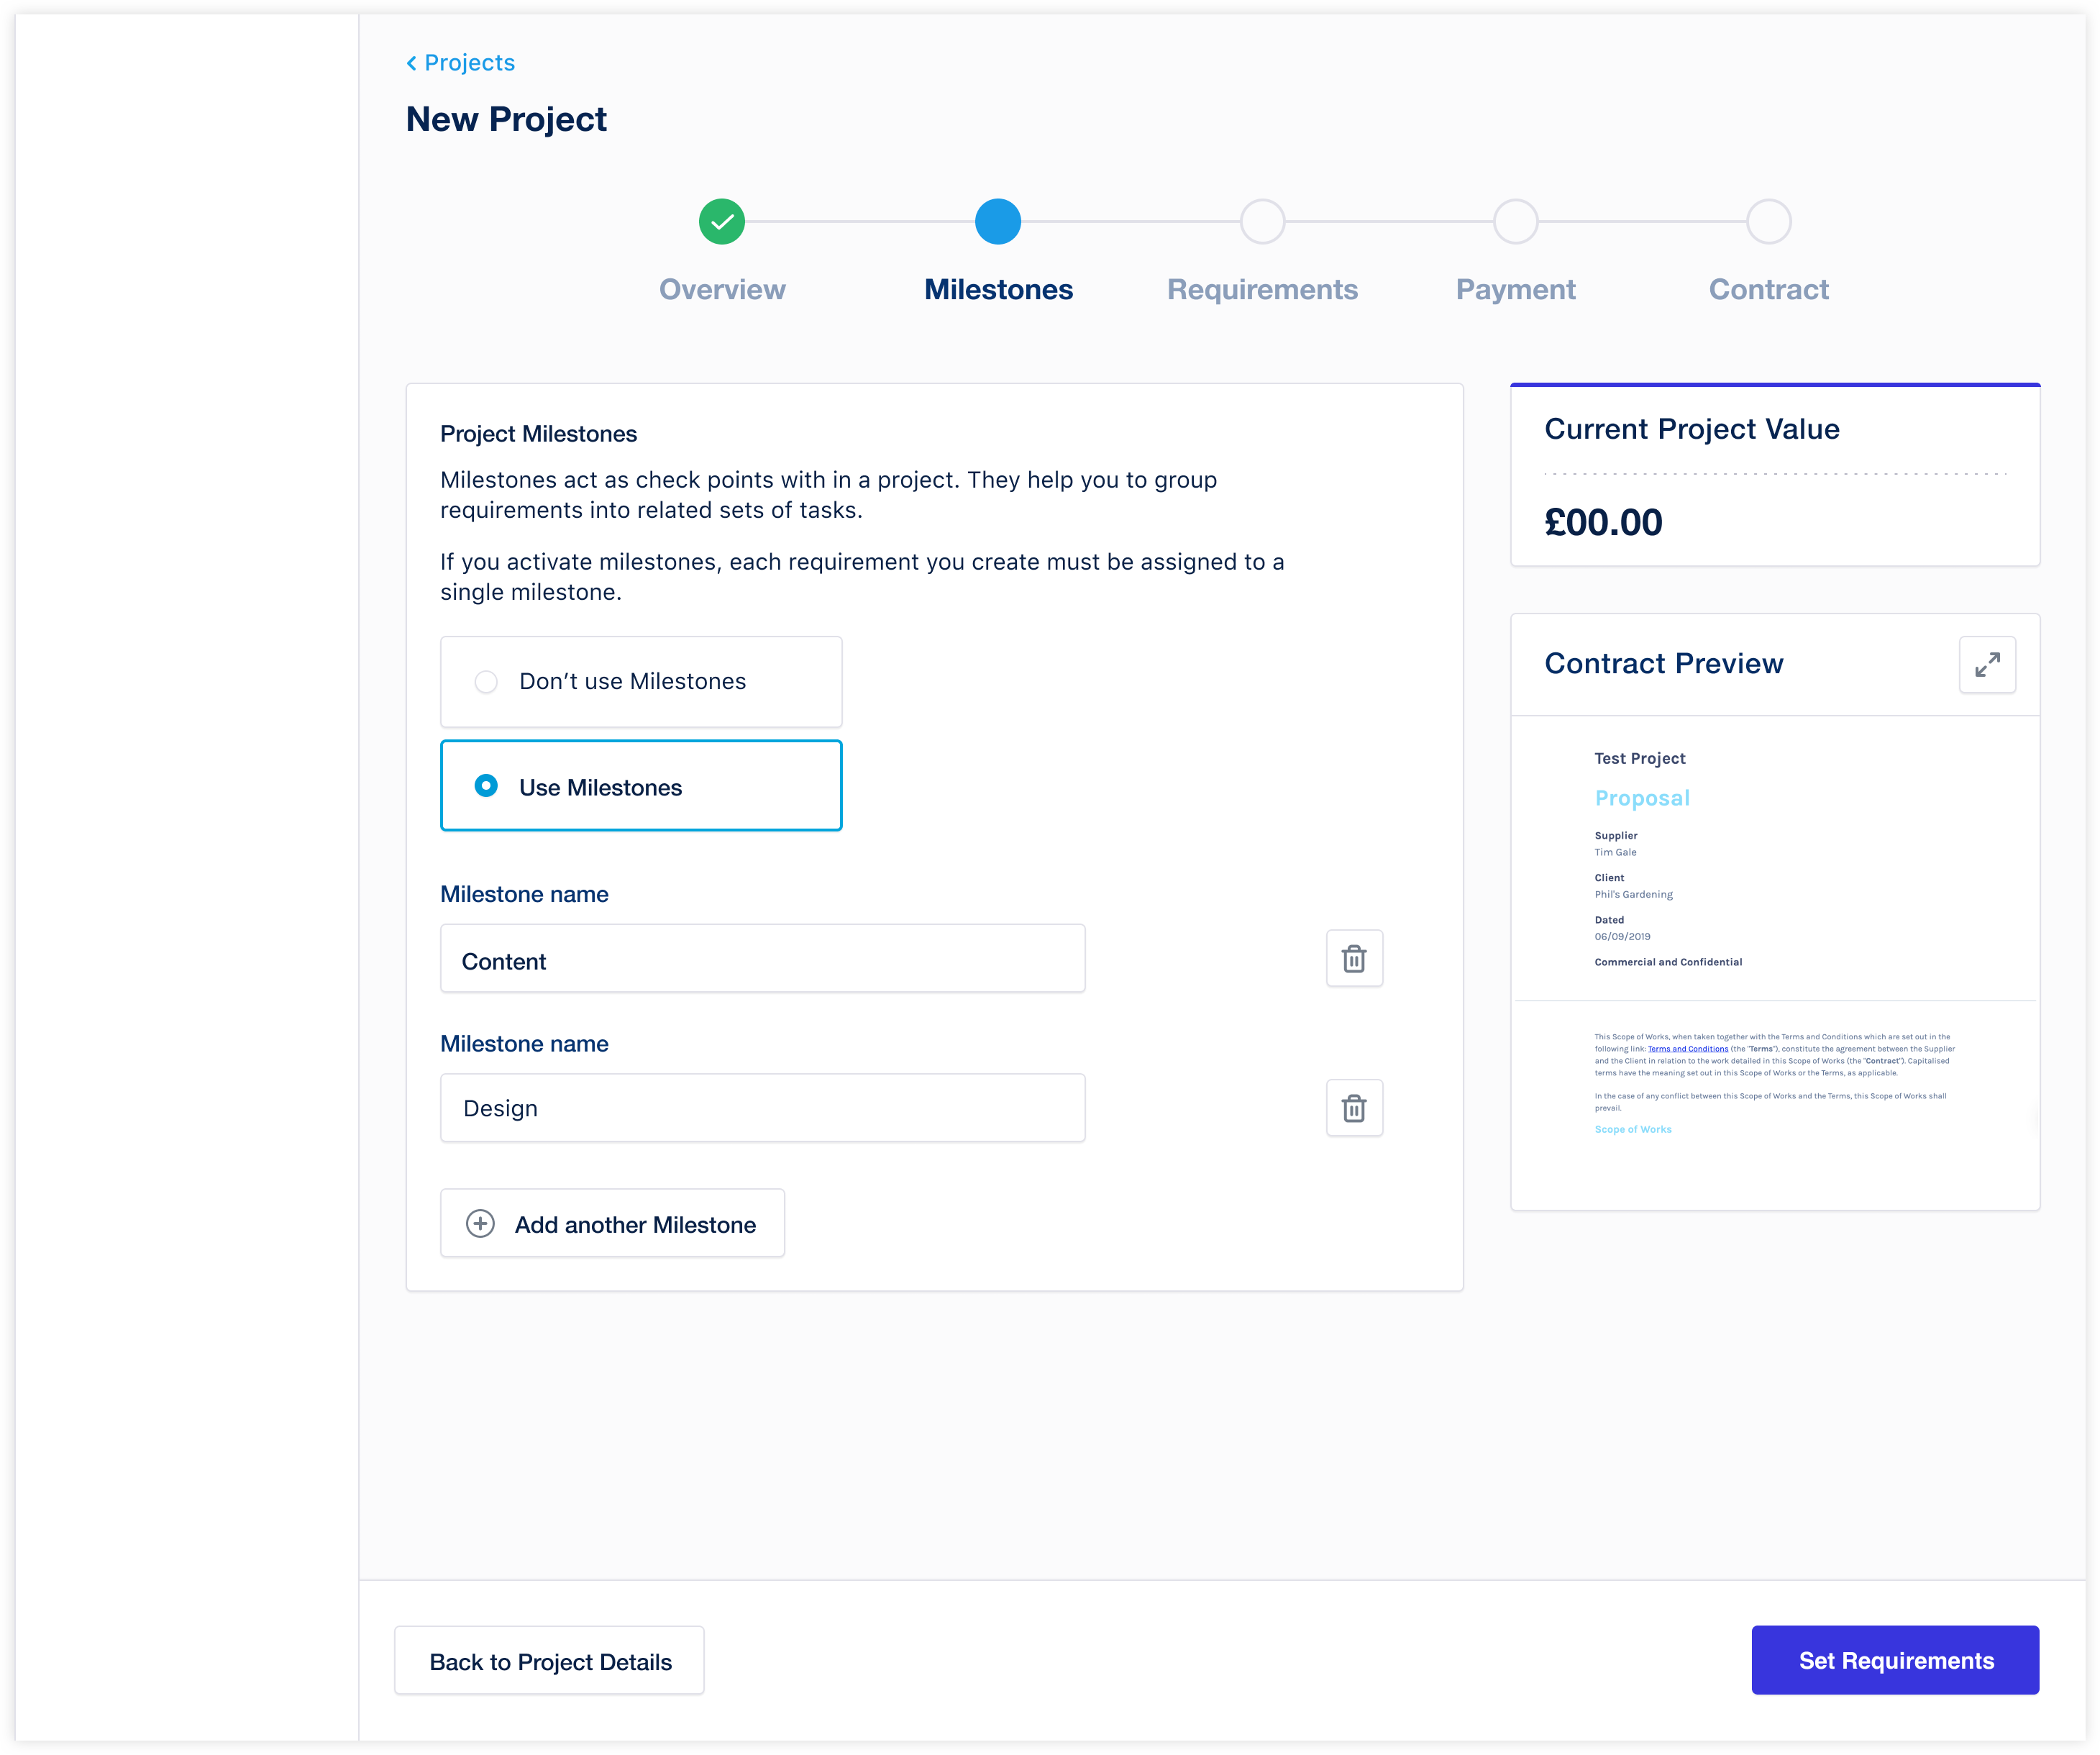 Projects
New Project
Overview
Milestones
Requirements
Payment
Contract
Project Milestones
Milestones act as check points with in a project. They help you to group
requirements into related sets of tasks.
If you activate milestones, each requirement you create must be assigned to a
single milestone.
Don’t use Milestones
Use Milestones
Milestone name
Content
Milestone name
Design
Add another Milestone
Current Project Value
£00.00
Contract Preview
Test Project
Proposal
Supplier
Tim Gale
Client
Phil's Gardening
Dated
06/09/2019
Commercial and Confidential
This Scope of Works, when taken together with the Terms and Conditions which are set out in the
following link: Terms and Conditions (the "Terms"), constitute the agreement between the Supplier
and the Client in relation to the work detailed in this Scope of Works (the "Contract"). Capitalised
terms have the meaning set out in this Scope of Works or the Terms, as applicable.
In the case of any conflict between this Scope of Works and the Terms, this Scope of Works shall
prevail.
Scope of Works
Back to Project Details
Set Requirements